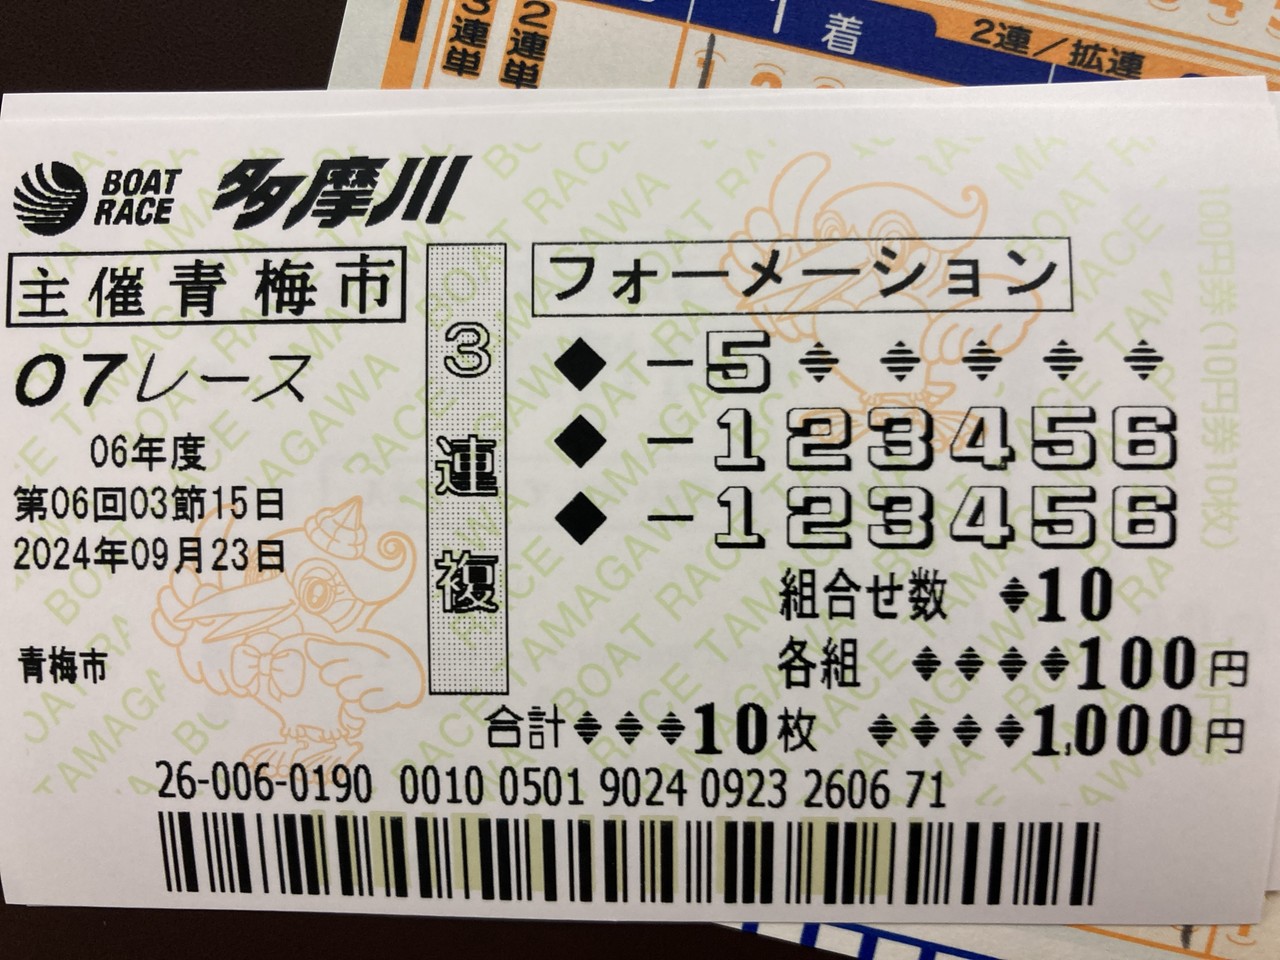 3連単
2連単
着
2連／拡連
BOAT RACE 多摩川
主催青梅市
07レース
06年度
第06回03節15日
2024年09月23日
青梅市
3連複
フォーメーション
◆ －5
◆ －123456
◆ －123456
組合せ数 10
各組 100円
合計 10枚 1,000円
26-006-0190 0010 0501 9024 0923 2606 71
100円券(10円券10枚)